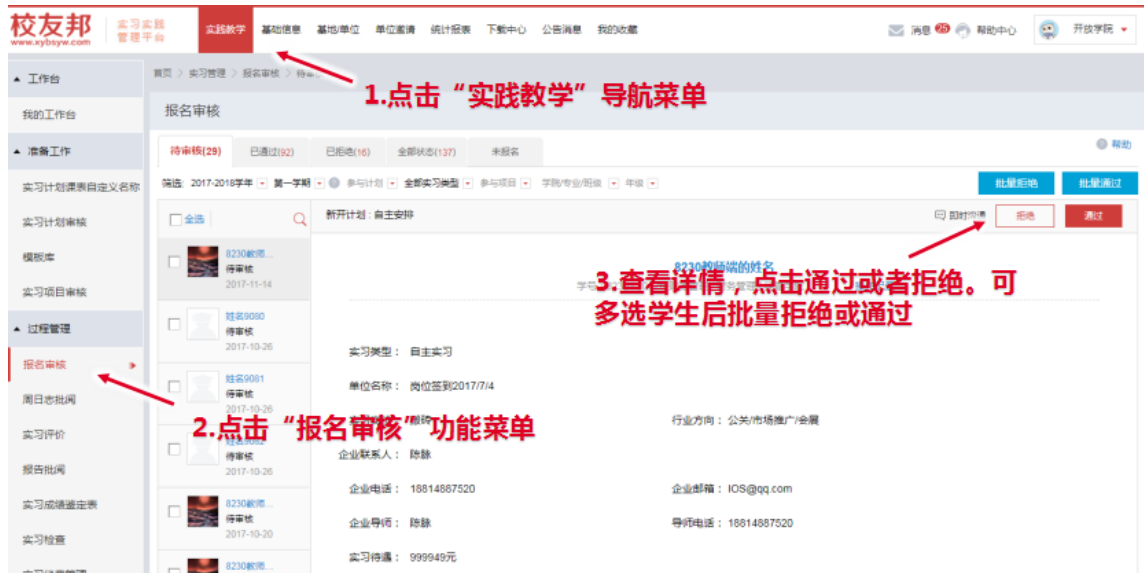 校友邦
www.xybsyw.com
实习实践
管理平台
实践教学 基础信息 基地/单位 单位邀请 统计报表 下载中心 公告消息 我的收藏
消息 25 帮助中心 开放学院
工作台
我的工作台
准备工作
实习计划课表自定义名称
实习计划审核
模板库
实习项目审核
过程管理
报名审核
周日志批阅
实习评价
报告批阅
实习成绩鉴定表
实习检查
首页 > 实习管理 > 报名审核 >
1.点击“实践教学”导航菜单
报名审核
待审核(29) 已通过(92) 已拒绝(16) 全部状态(137) 未报名
帮助
筛选: 2017-2018学年 第一学期 参与计划 全部实习类型 参与项目 学院/专业/班级 年级
批量拒绝 批量通过
全选
新开计划 : 自主安排
拒绝 通过
8230教师...
待审核
2017-11-14
姓名9080
待审核
2017-10-26
姓名9081
待审核
2017-10-26
待审核
2017-10-26
8230教师...
待审核
2017-10-20
8230教师...
2.点击“报名审核”功能菜单
8230教师端的姓名
3.查看详情，点击通过或者拒绝。可
多选学生后批量拒绝或通过
实习类型 : 自主实习
单位名称 : 岗位签到2017/7/4
行业方向 : 公关/市场推广/会展
企业联系人 : 陈脉
企业电话 : 18814887520
企业邮箱 : IOS@qq.com
企业导师 : 陈脉
导师电话 : 18814887520
实习待遇 : 999949元